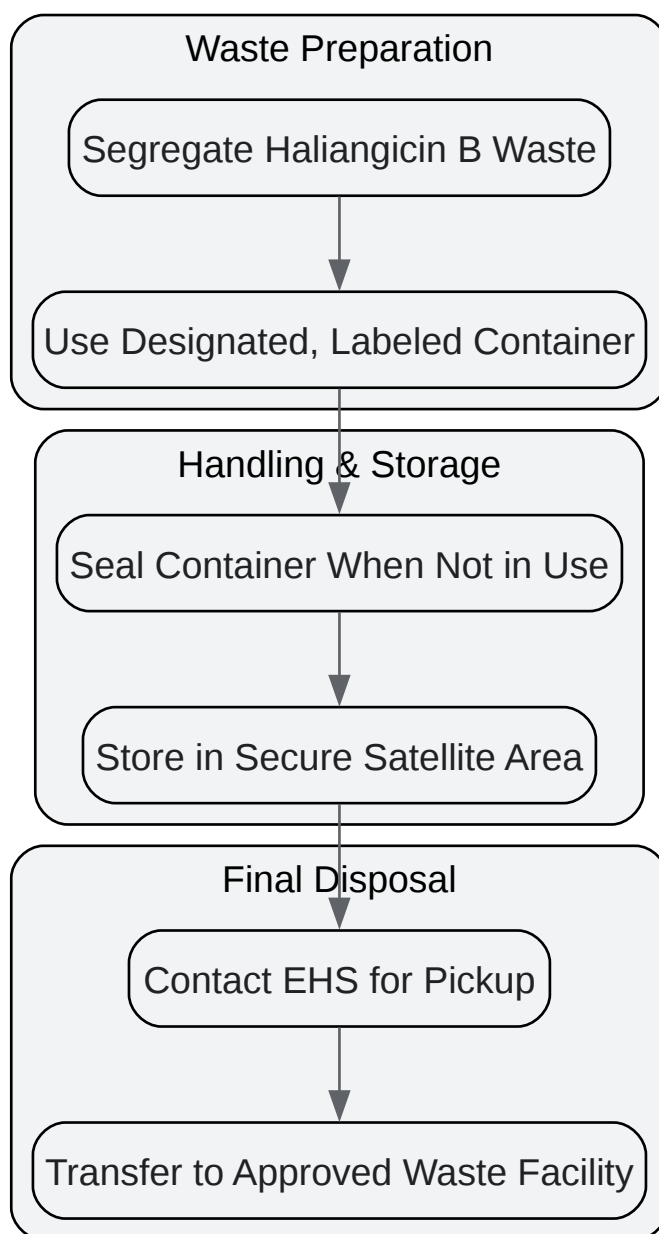 Waste Preparation
Segregate Haliangicin B Waste
Use Designated, Labeled Container
Handling & Storage
Seal Container When Not in Use
Store in Secure Satellite Area
Final Disposal
Contact EHS for Pickup
Transfer to Approved Waste Facility